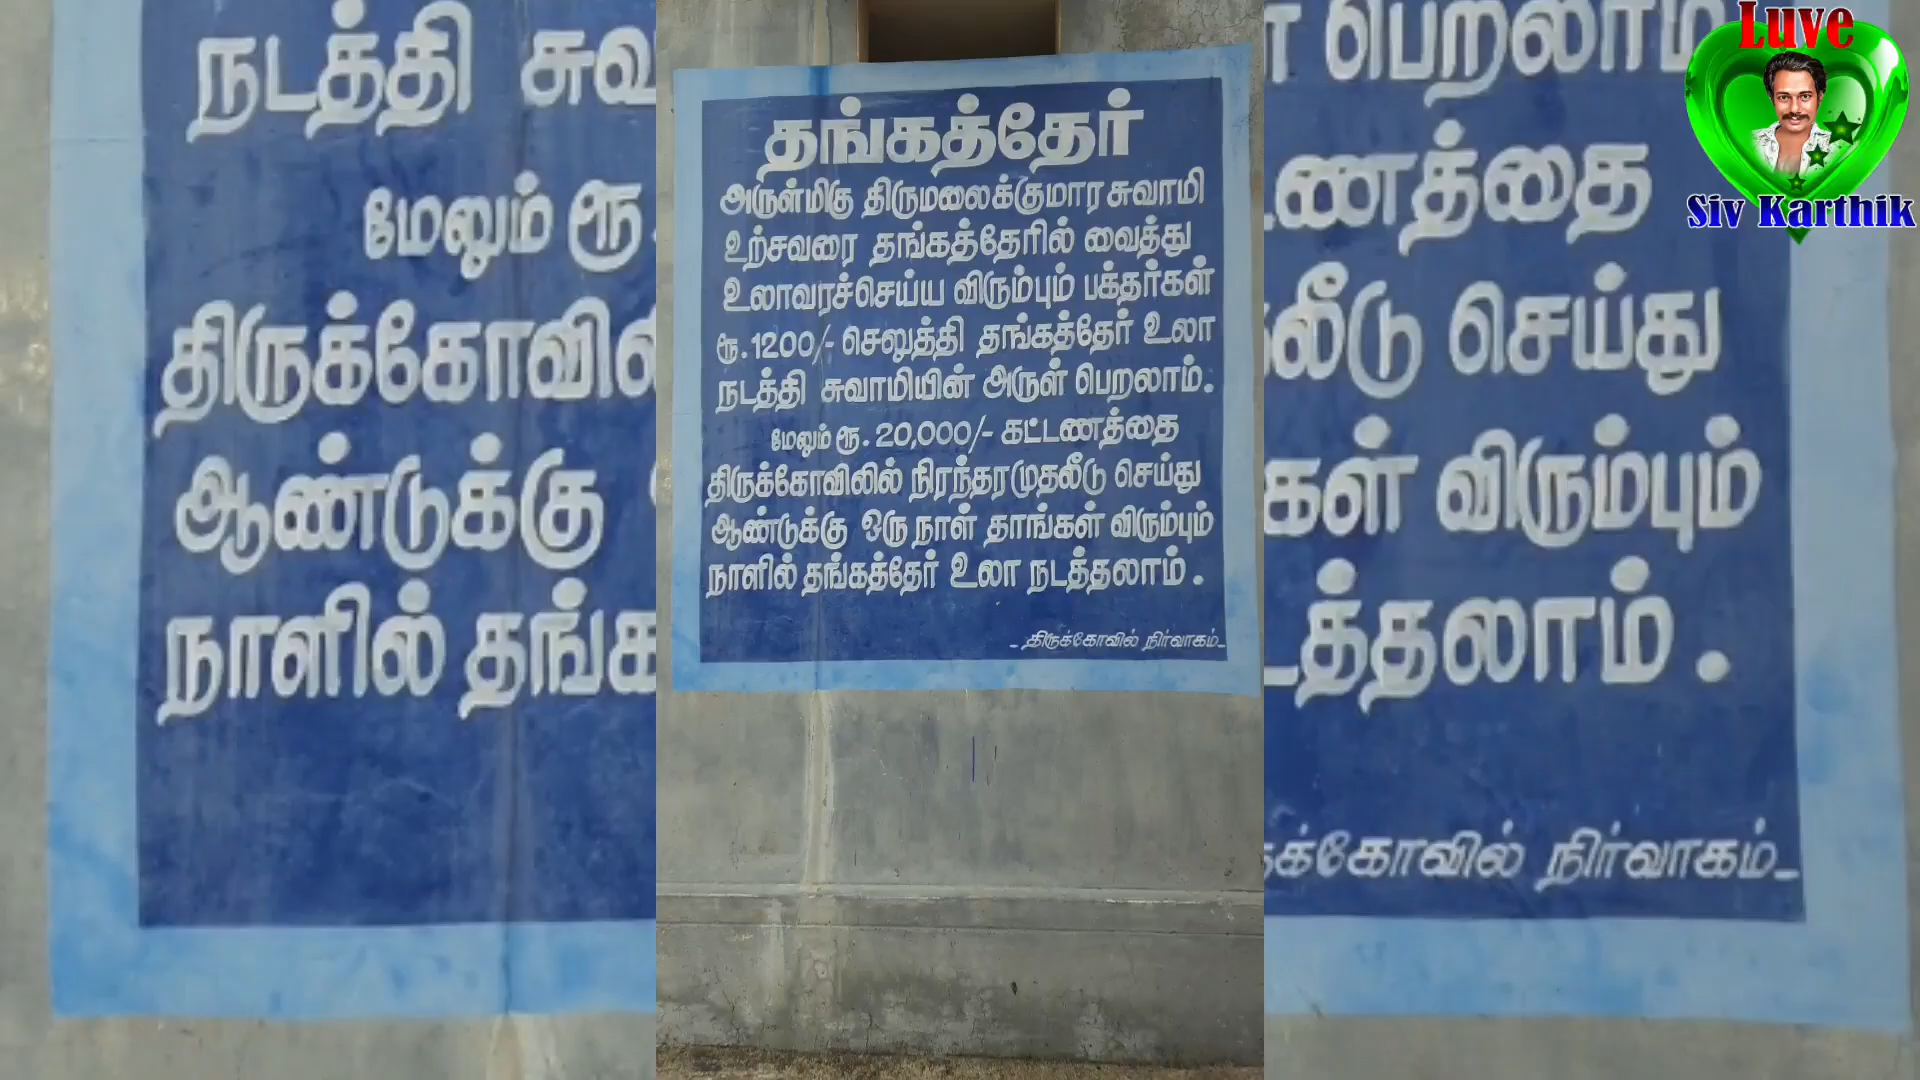 தங்கத்தேர்
அருள்மிகு திருமலைக்குமார சுவாமி
உற்சவரை தங்கத்தேரில் வைத்து
உலாவரச்செய்ய விரும்பும் பக்தர்கள்
ரூ. 1200/- செலுத்தி தங்கத்தேர் உலா
நடத்தி சுவாமியின் அருள் பெறலாம்.
மேலும் ரூ. 20,000/- கட்டணத்தை
திருக்கோவிலில் நிரந்தரமுதலீடு செய்து
ஆண்டுக்கு ஒரு நாள் தாங்கள் விரும்பும்
நாளில் தங்கத்தேர் உலா நடத்தலாம்.
- திருக்கோவில் நிர்வாகம் -
Luve
Siv Karthik